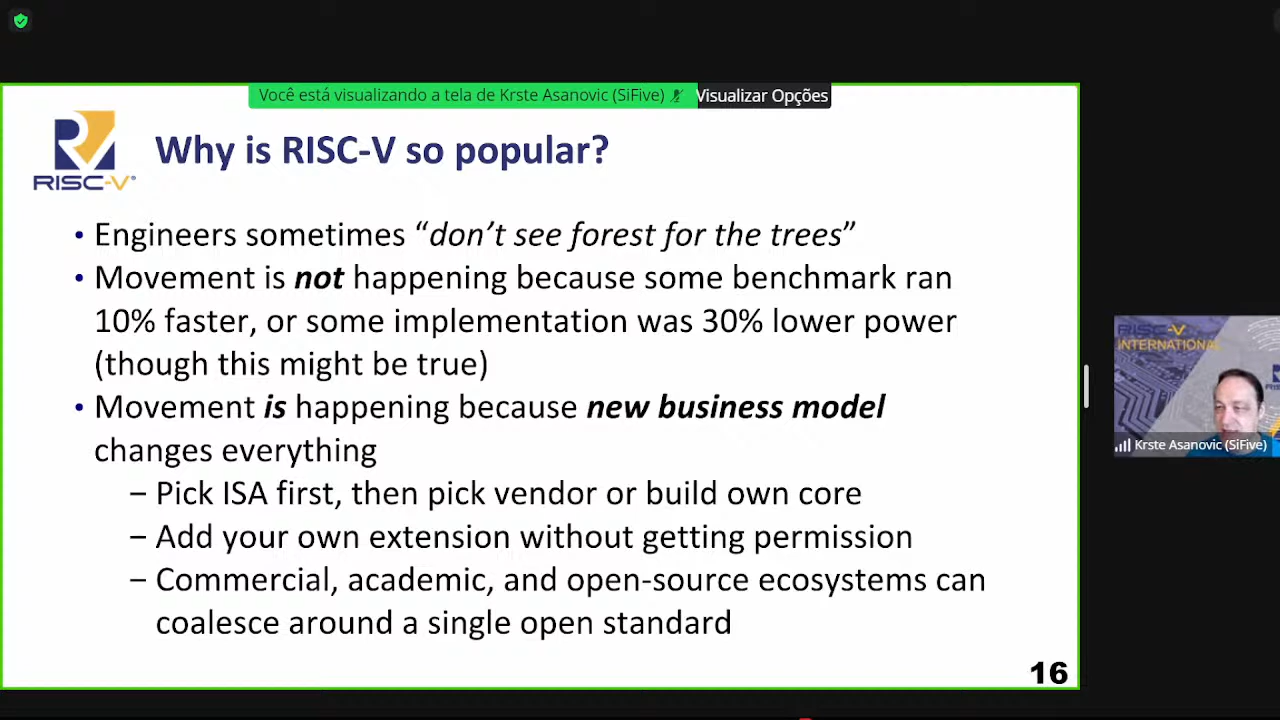 Você está visualizando a tela de Krste Asanovic (SiFive)
Visualizar Opções
RISC-V®
Why is RISC-V so popular?
• Engineers sometimes “don’t see forest for the trees”
• Movement is not happening because some benchmark ran
10% faster, or some implementation was 30% lower power
(though this might be true)
• Movement is happening because new business model
changes everything
– Pick ISA first, then pick vendor or build own core
– Add your own extension without getting permission
– Commercial, academic, and open-source ecosystems can
coalesce around a single open standard
16
RISC-V
INTERNATIONAL
Krste Asanovic (SiFive)